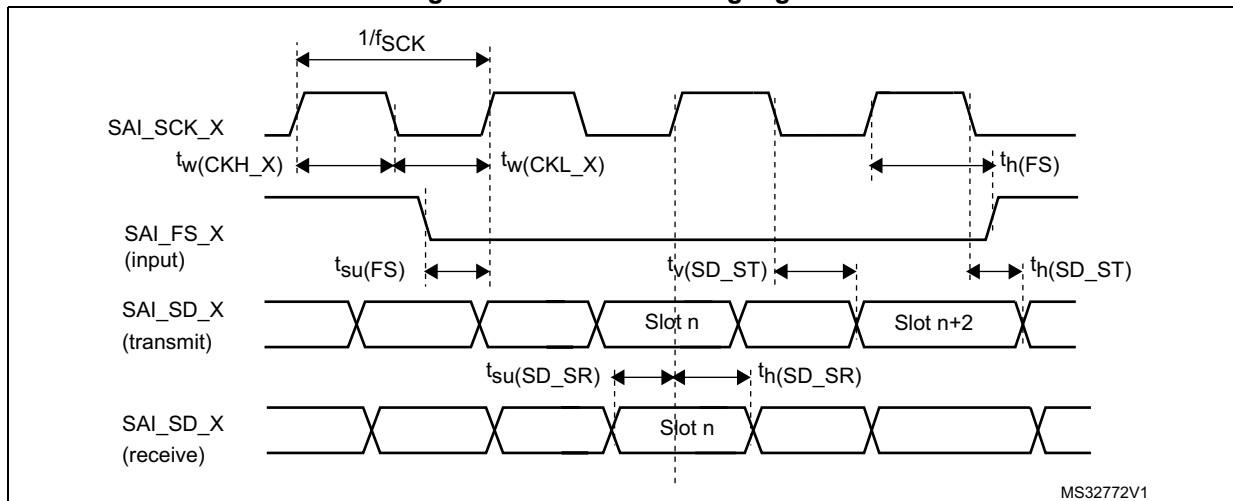 1/fSCK
SAI_SCK_X
tw(CKH_X)
tw(CKL_X)
th(FS)
SAI_FS_X
(input)
tsu(FS)
tv(SD_ST)
th(SD_ST)
SAI_SD_X
(transmit)
Slot n
Slot n+2
tsu(SD_SR)
th(SD_SR)
SAI_SD_X
(receive)
Slot n
MS32772V1